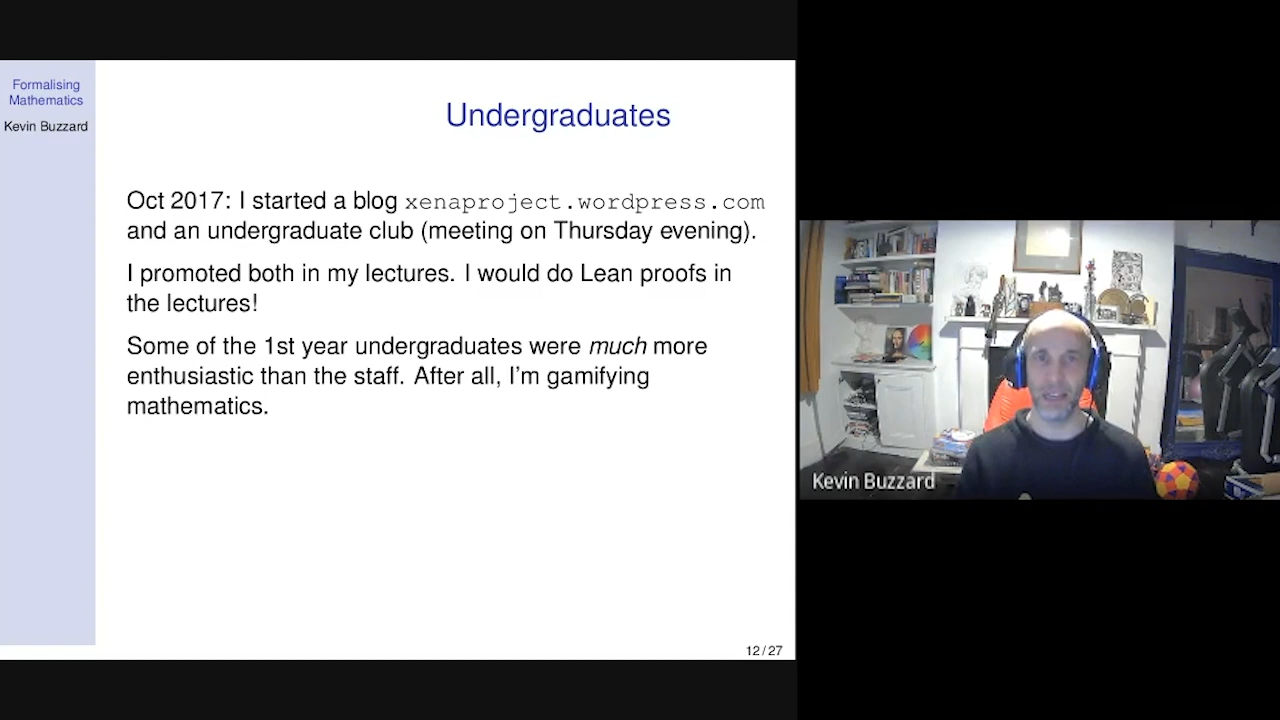 Formalising
Mathematics
Kevin Buzzard
Undergraduates
Oct 2017: I started a blog xenaproject.wordpress.com
and an undergraduate club (meeting on Thursday evening).
I promoted both in my lectures. I would do Lean proofs in
the lectures!
Some of the 1st year undergraduates were much more
enthusiastic than the staff. After all, I'm gamifying
mathematics.
12 / 27
Kevin Buzzard